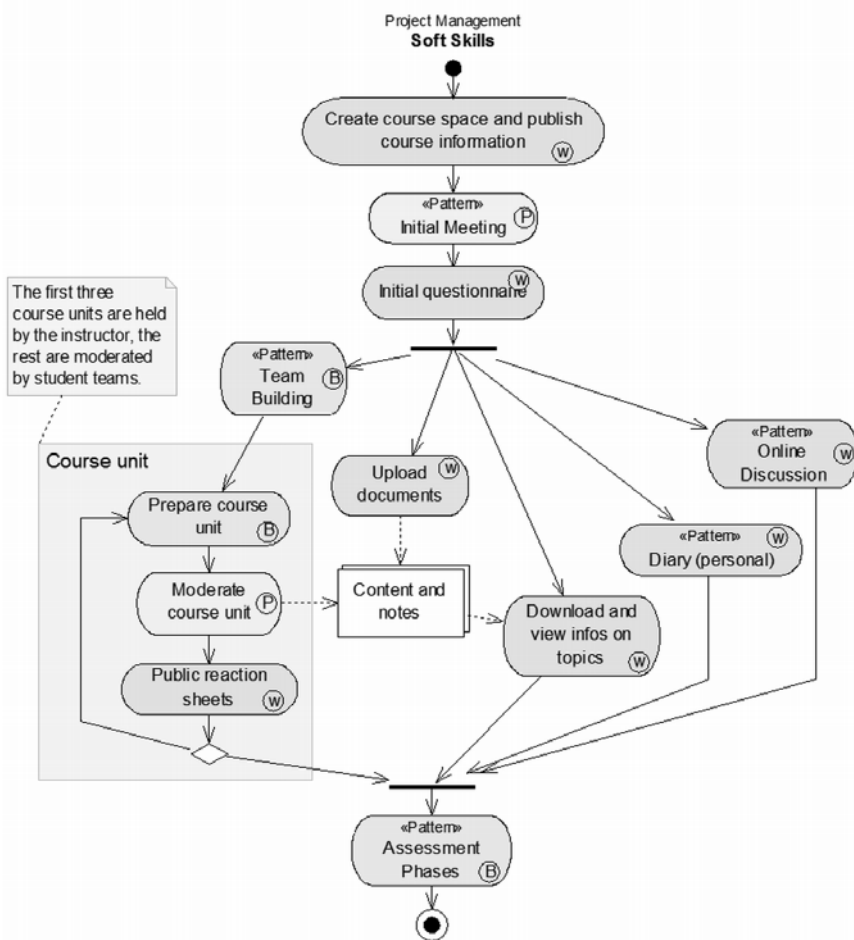 Project Management
Soft Skills
Create course space and publish
course information
W
«Pattern»
Initial Meeting
P
Initial questionnare
W
The first three
course units are held
by the instructor, the
rest are moderated
by student teams.
«Pattern»
Team
Building
B
«Pattern»
Online
Discussion
W
Course unit
Upload
documents
W
Prepare course
unit
B
«Pattern»
Diary (personal)
W
Moderate
course unit
P
Content and
notes
Download and
view infos on
topics
W
Public reaction
sheets
W
«Pattern»
Assessment
Phases
B